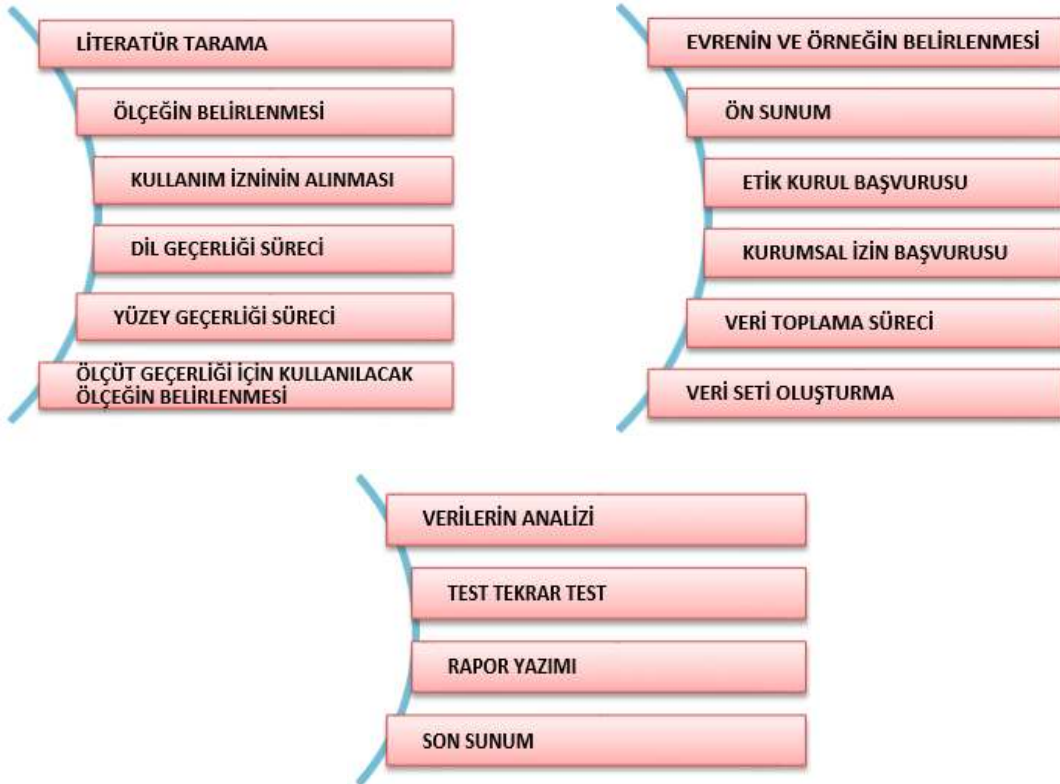 LİTERATÜR TARAMA
ÖLÇEĞİN BELİRLENMESİ
KULLANIM İZNİNİN ALINMASI
DİL GEÇERLİĞİ SÜRECİ
YÜZEY GEÇERLİĞİ SÜRECİ
ÖLÇÜT GEÇERLİĞİ İÇİN KULLANILACAK
ÖLÇEĞİN BELİRLENMESİ
EVRENİN VE ÖRNEĞİN BELİRLENMESİ
ÖN SUNUM
ETİK KURUL BAŞVURUSU
KURUMSAL İZİN BAŞVURUSU
VERİ TOPLAMA SÜRECİ
VERİ SETİ OLUŞTURMA
VERİLERİN ANALİZİ
TEST TEKRAR TEST
RAPOR YAZIMI
SON SUNUM